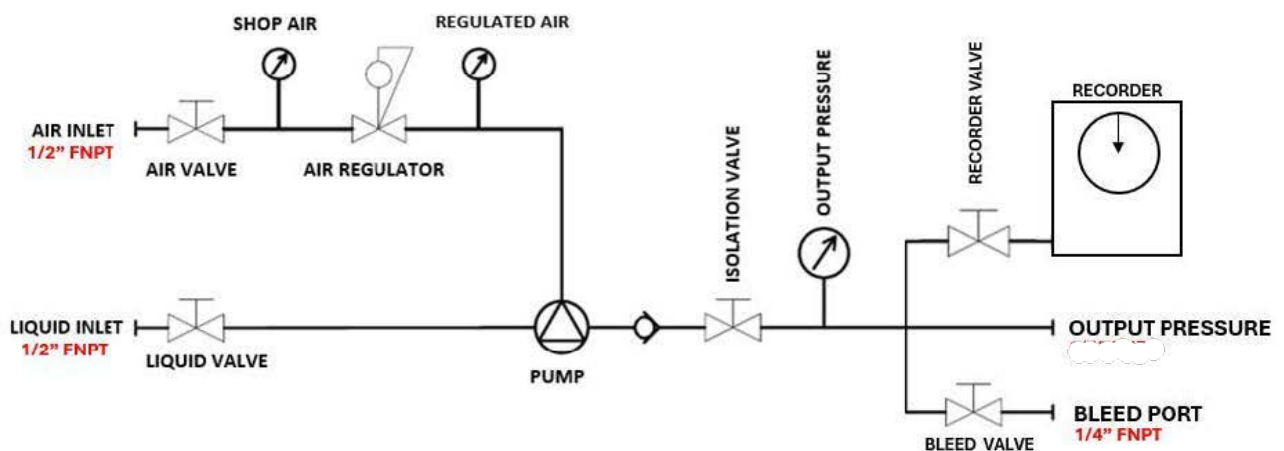 SHOP AIR
REGULATED AIR
AIR INLET
1/2” FNPT
AIR VALVE
AIR REGULATOR
ISOLATION VALVE
OUTPUT PRESSURE
RECORDER VALVE
RECORDER
LIQUID INLET
1/2” FNPT
LIQUID VALVE
PUMP
OUTPUT PRESSURE
BLEED PORT
1/4” FNPT
BLEED VALVE